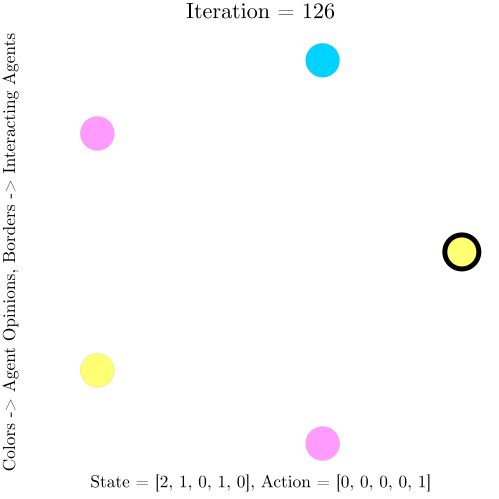 Iteration = 126
Colors -> Agent Opinions, Borders -> Interacting Agents
State = [2, 1, 0, 1, 0], Action = [0, 0, 0, 0, 1]